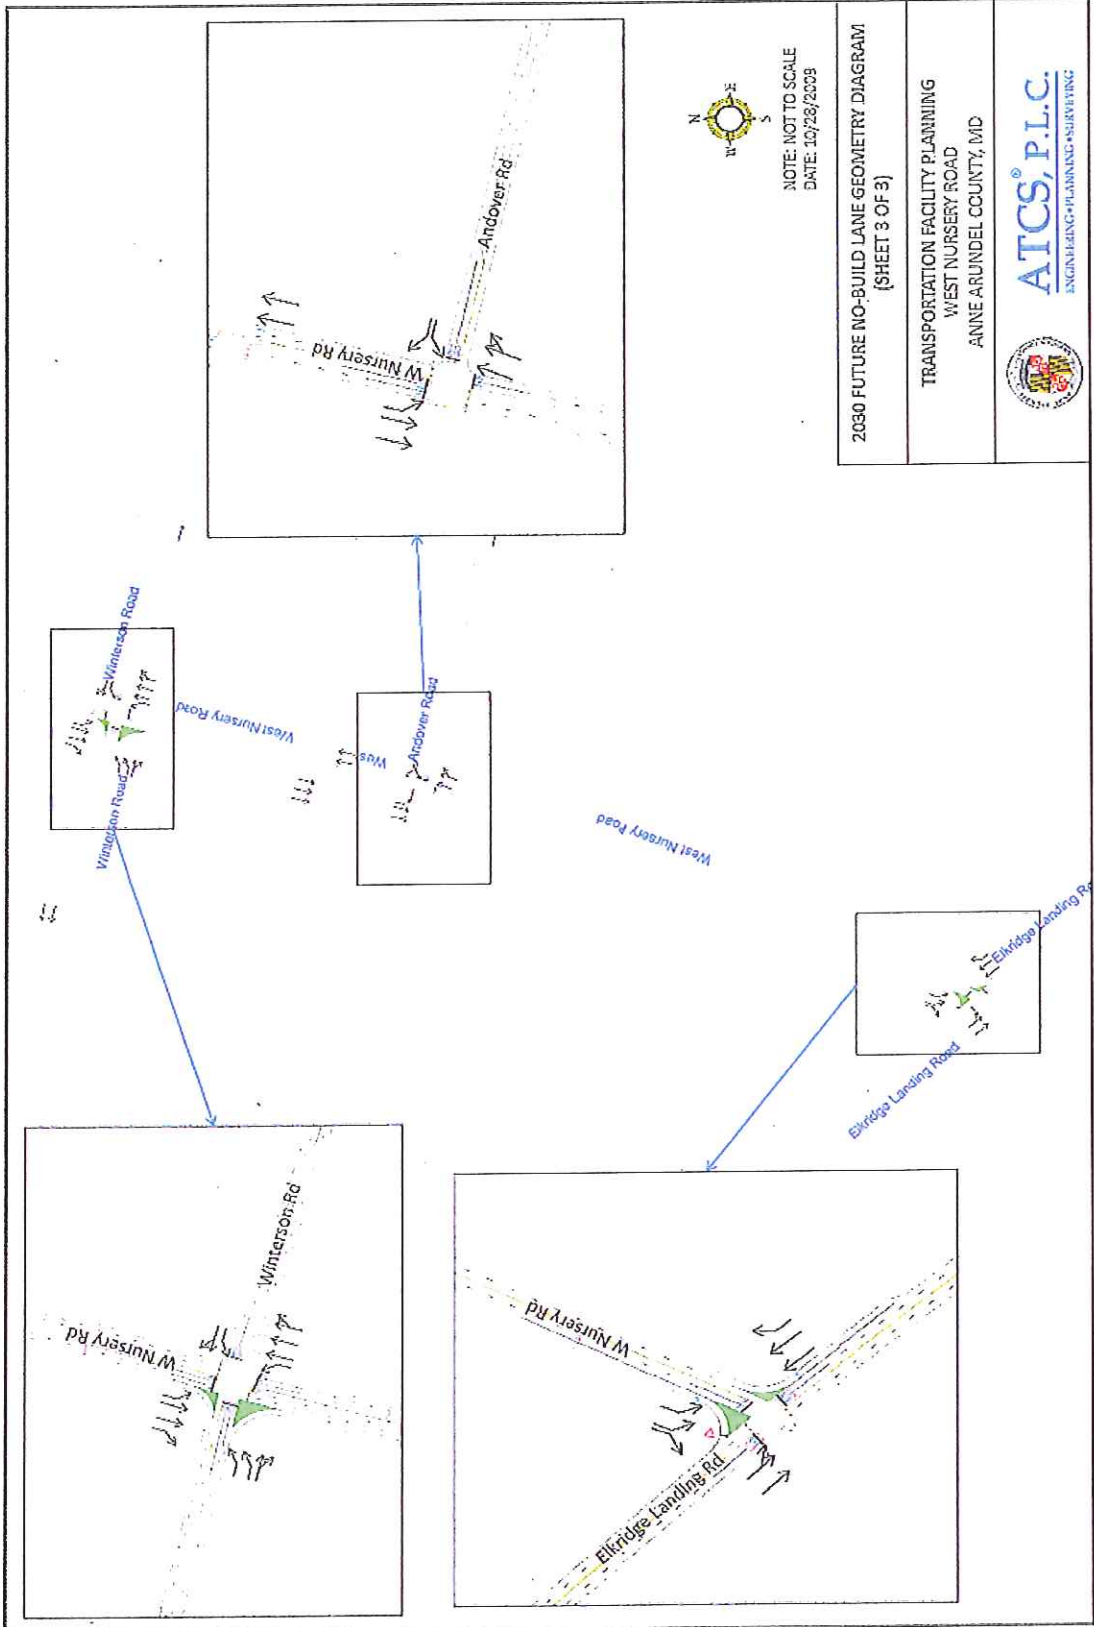 W Nursery Rd
Winterson Rd
W Nursery Rd
Elkridge Landing Rd
Winterson Road
Winterson Road
West Nursery Road
Wes
Andover Road
West Nursery Road
Elkridge Landing Road
Elkridge Landing R
W Nursery Rd
Andover Rd
N
W
E
S
NOTE: NOT TO SCALE
DATE: 10/28/2009
2030 FUTURE NO-BUILD LANE GEOMETRY DIAGRAM
(SHEET 3 OF 3)
TRANSPORTATION FACILITY PLANNING
WEST NURSERY ROAD
ANNE ARUNDEL COUNTY, MD
ATCS, P.L.C.®
ENGINEERING•PLANNING•SURVEYING